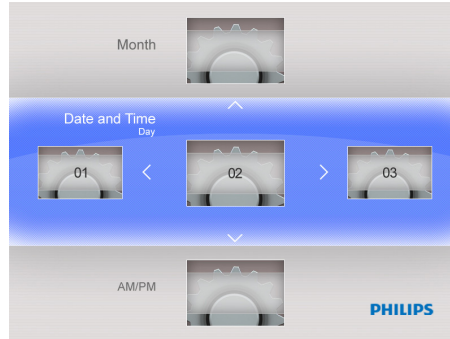 Month
Date and Time
Day
01
02
03
AM/PM
PHILIPS